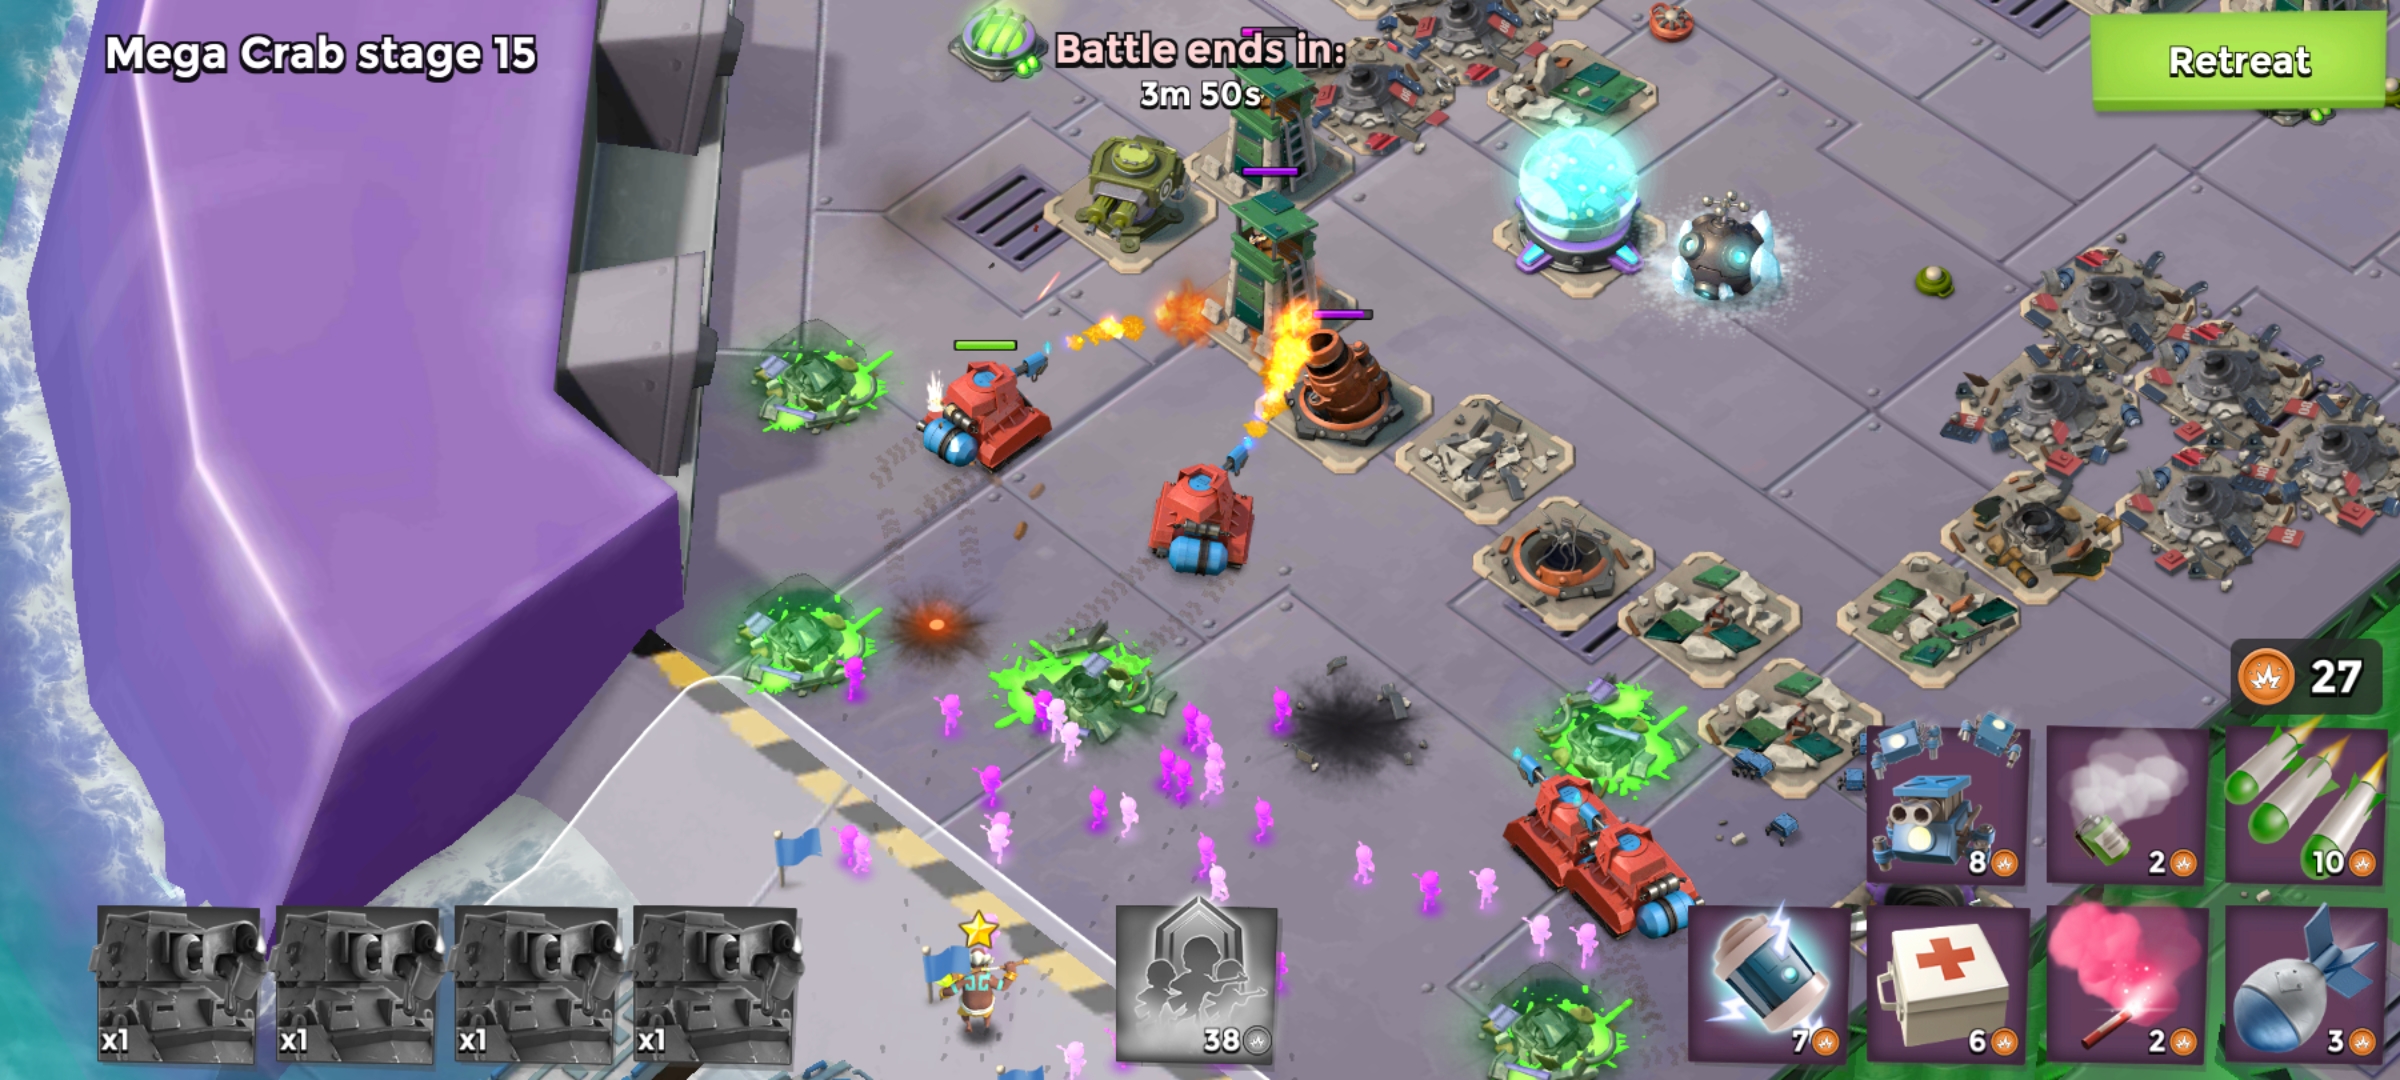 Mega Crab stage 15
Battle ends in:
3m 50s
Retreat
27
8
2
10
x1
x1
x1
x1
38
7
6
2
3